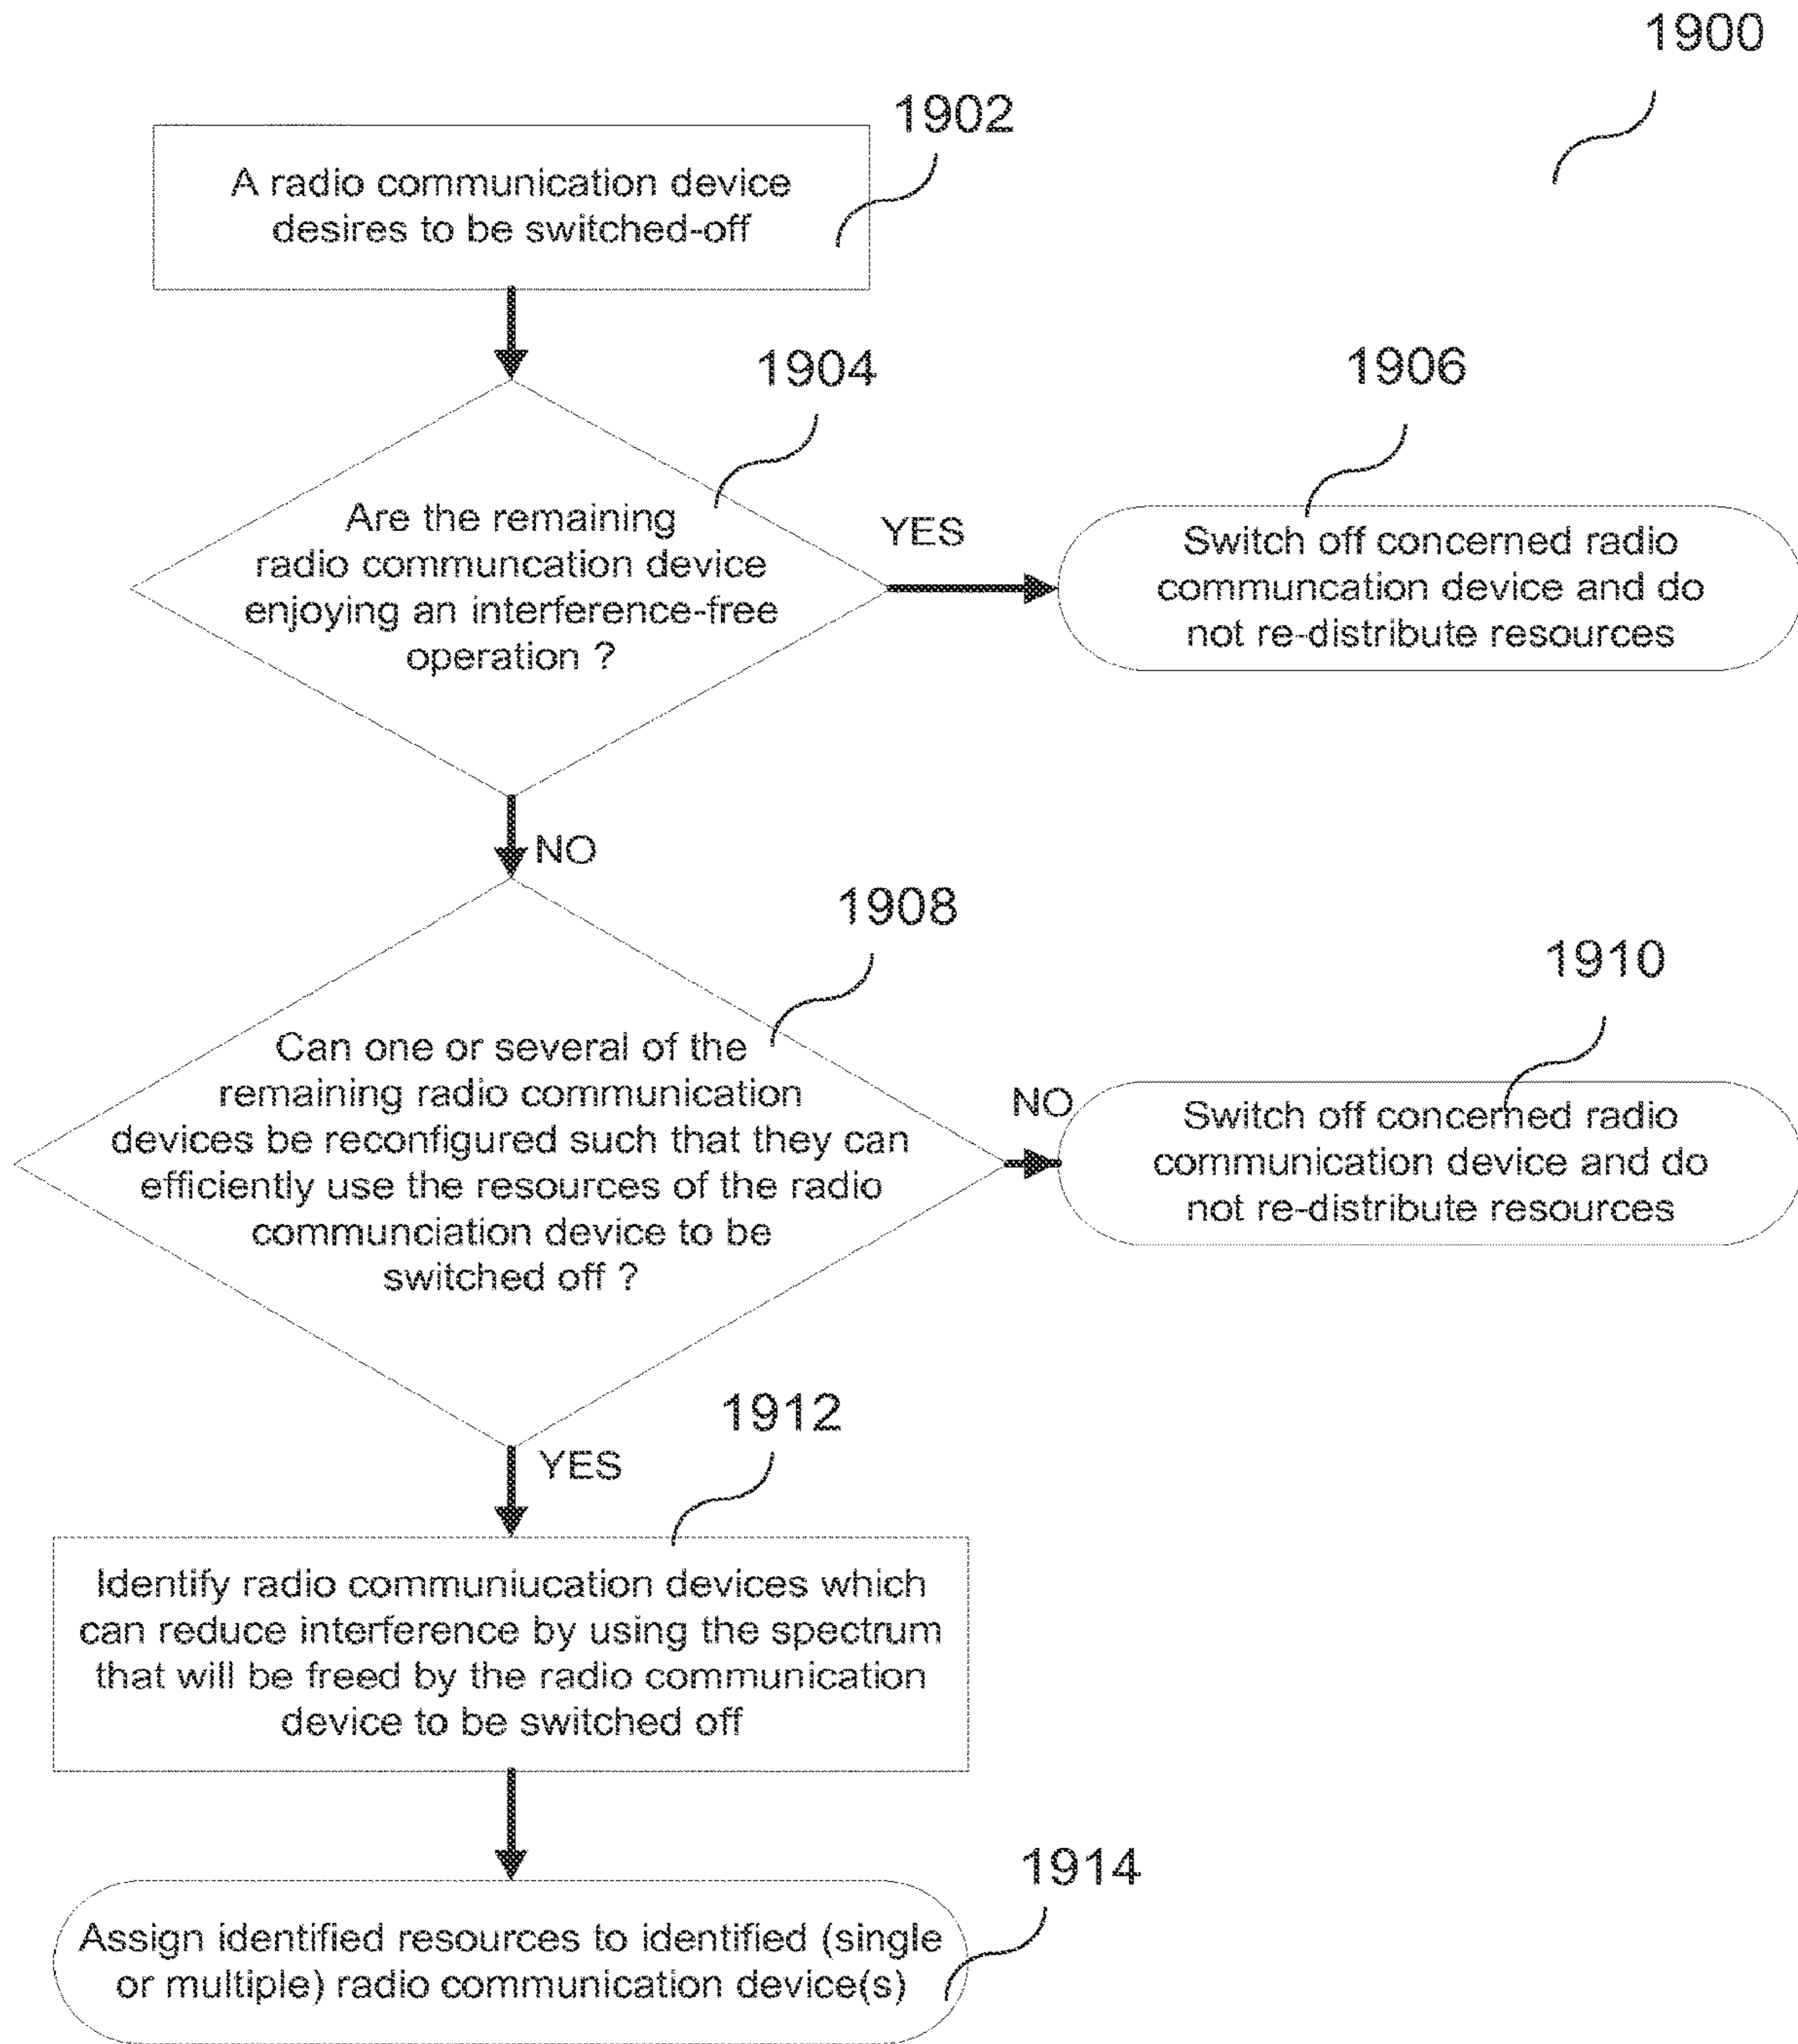 1900
1902
A radio communication device
desires to be switched-off
1904
Are the remaining
radio communcation device
enjoying an interference-free
operation ?
YES
1906
Switch off concerned radio
communcation device and do
not re-distribute resources
NO
1908
Can one or several of the
remaining radio communication
devices be reconfigured such that they can
efficiently use the resources of the radio
communciation device to be
switched off ?
NO
1910
Switch off concerned radio
communication device and do
not re-distribute resources
YES
1912
Identify radio communiucation devices which
can reduce interference by using the spectrum
that will be freed by the radio communication
device to be switched off
1914
Assign identified resources to identified (single
or multiple) radio communication device(s)